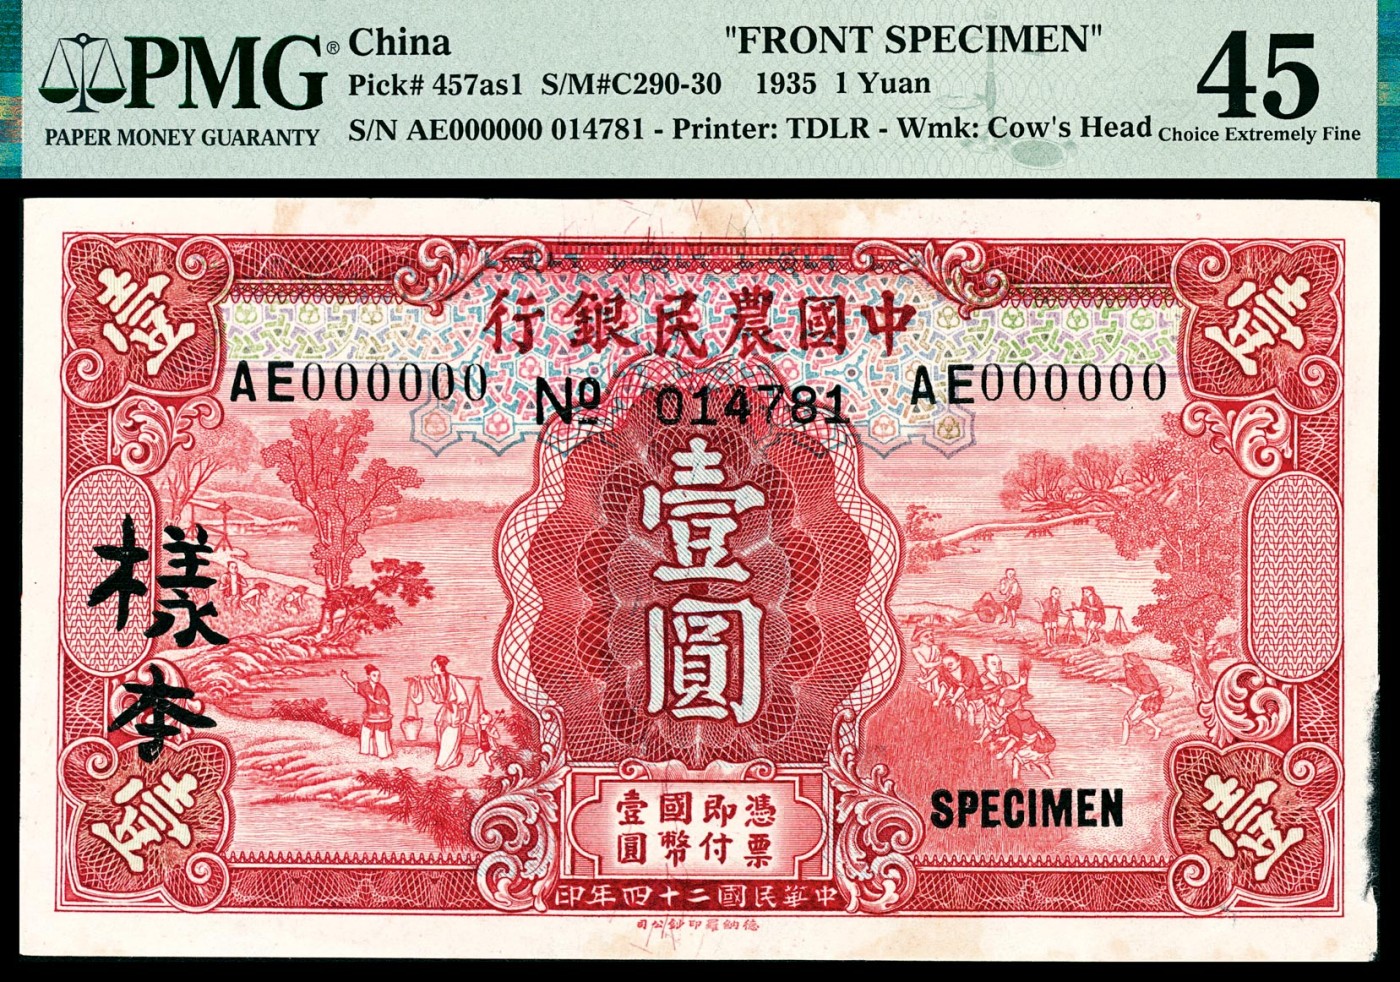 PMG®
PAPER MONEY GUARANTY
China
"FRONT SPECIMEN"
Pick# 457as1 S/M#C290-30 1935 1 Yuan
S/N AE000000 014781 - Printer: TDLR - Wmk: Cow's Head
45
Choice Extremely Fine
壹
壹
中國農民銀行
AE000000
No 014781
AE000000
壹圓
樣本
SPECIMEN
憑票即付國幣壹圓
壹
壹
中華民國二十四年印
德納羅印鈔公司